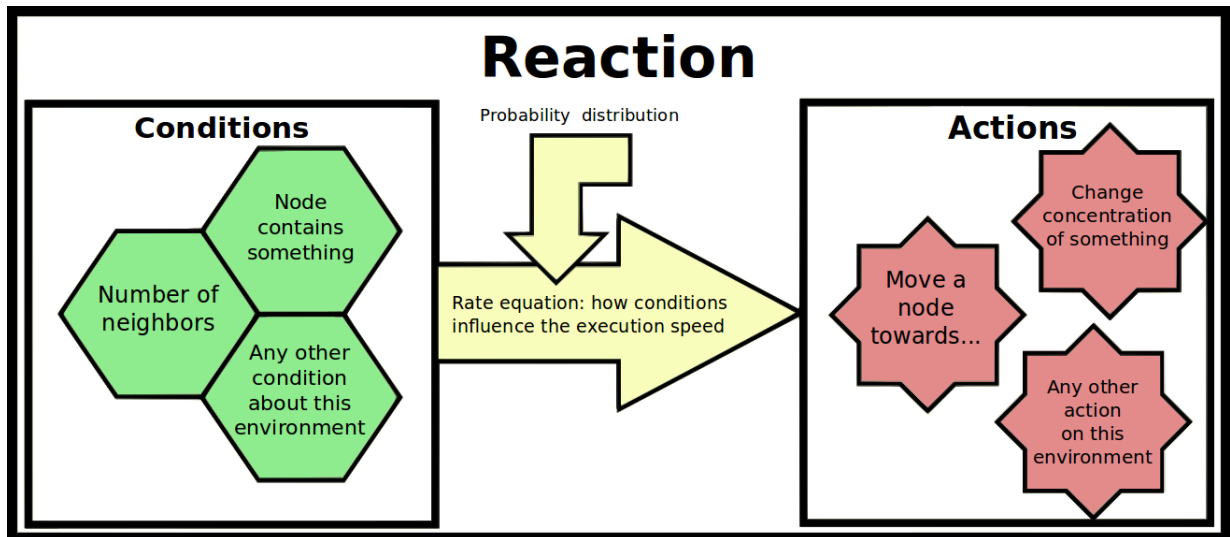 Reaction
Conditions
Node
contains
something
Number of
neighbors
Any other
condition
about this
environment
Probability distribution
Rate equation: how conditions
influence the execution speed
Actions
Change
concentration
of something
Move a
node
towards...
Any other
action
on this
environment